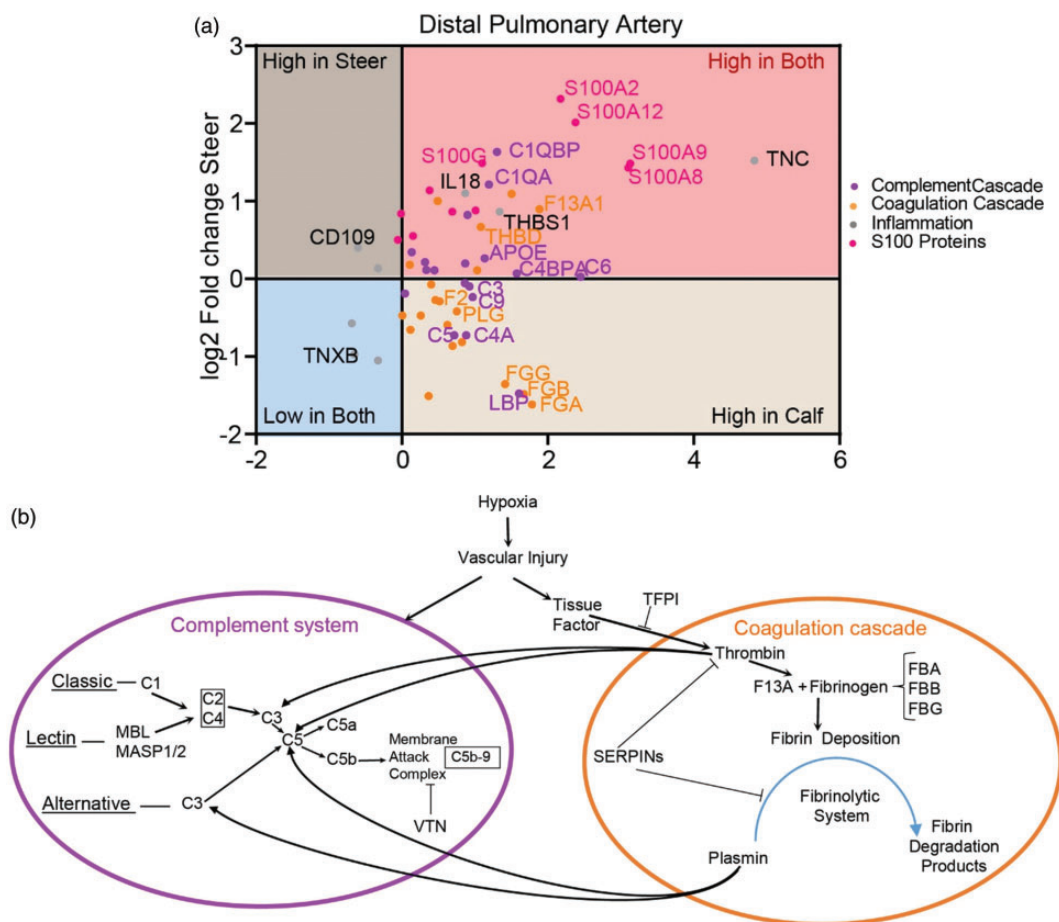 (a)
Distal Pulmonary Artery
log2 Fold change Steer
3
2
1
0
-1
-2
-2
0
2
4
6
High in Steer
High in Both
Low in Both
High in Calf
S100A2
S100A12
C1QBP
S100G
S100A9
TNC
S100A8
IL18
C1QA
F13A1
THBS1
CD109
THBD
APOE
C4BPA
C6
C3
C9
F2
PLG
C5
C4A
TNXB
FGG
FGB
LBP
FGA
ComplementCascade
Coagulation Cascade
Inflammation
S100 Proteins
(b)
Hypoxia
Vascular Injury
Tissue
Factor
TFPI
Complement system
Classic
C1
C2
C4
Lectin
MBL
MASP1/2
C3
C5
C5a
C5b
Membrane
Attack
Complex
C5b-9
VTN
Alternative
C3
Coagulation cascade
Thrombin
F13A + Fibrinogen
FBA
FBB
FBG
Fibrin Deposition
SERPINs
Fibrinolytic
System
Plasmin
Fibrin
Degradation
Products